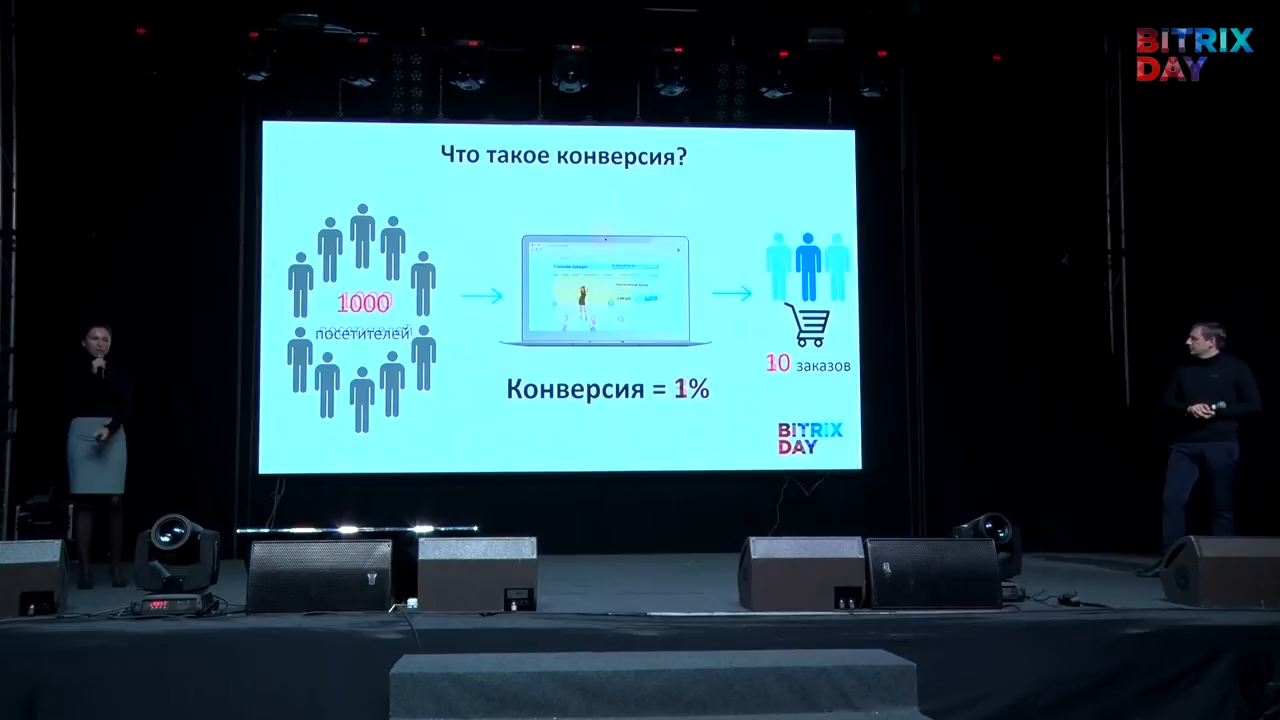 BITRIX
DAY
Что такое конверсия?
1000
посетителей
10 заказов
Конверсия = 1%
BITRIX
DAY